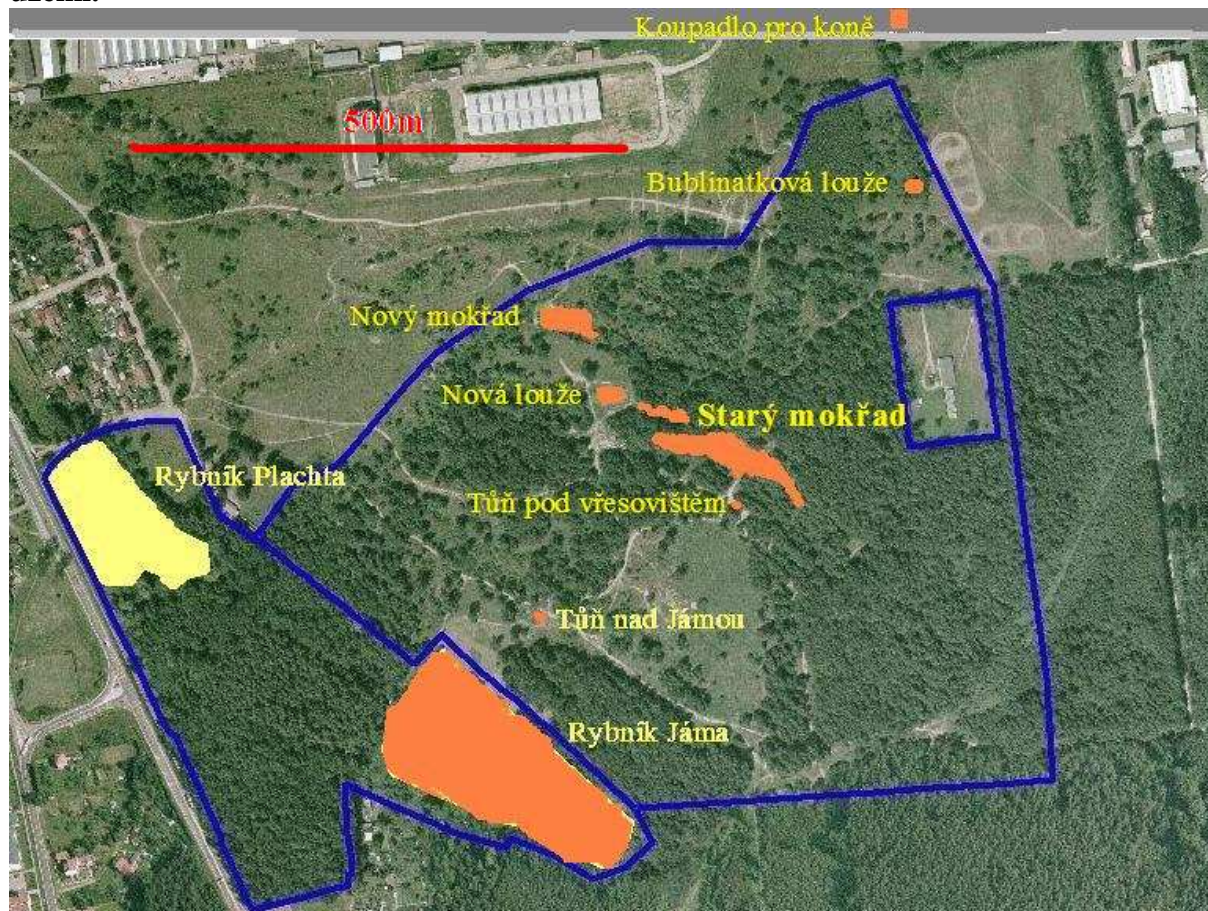 Koupadlo pro koně
500m
Bublinatková louže
Nový mokřad
Nová louže
Starý mokřad
Rybník Plachta
Tůň pod vřesovištěm
Tůň nad Jámou
Rybník Jáma